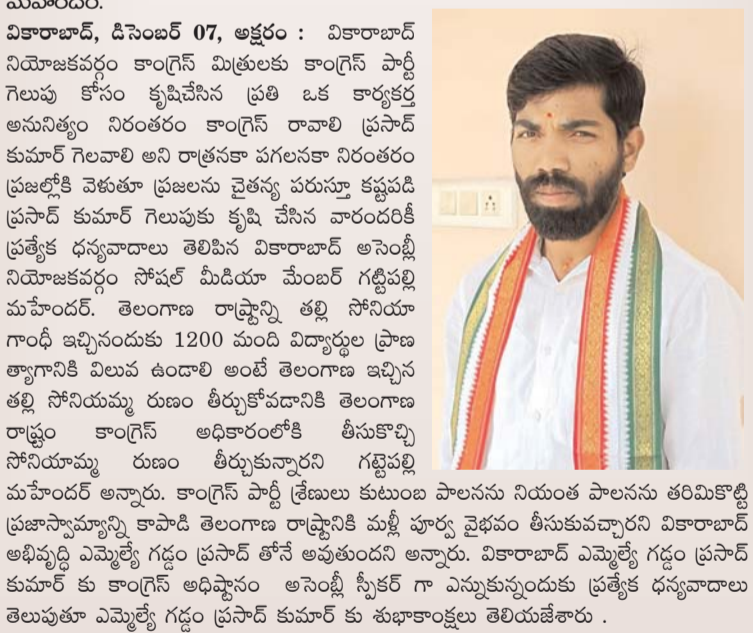 మహేందర్.
వికారాబాద్, డిసెంబర్ 07, అక్షరం : వికారాబాద్
నియోజకవర్గం కాంగ్రెస్ మిత్రులకు కాంగ్రెస్ పార్టీ
గెలుపు కోసం కృషిచేసిన ప్రతి ఒక కార్యకర్త
అనునిత్యం నిరంతరం కాంగ్రెస్ రావాలి ప్రసాద్
కుమార్ గెలవాలి అని రాత్రనకా పగలనకా నిరంతరం
ప్రజల్లోకి వెళుతూ ప్రజలను చైతన్య పరుస్తూ కష్టపడి
ప్రసాద్ కుమార్ గెలుపుకు కృషి చేసిన వారందరికీ
ప్రత్యేక ధన్యవాదాలు తెలిపిన వికారాబాద్ అసెంబ్లీ
నియోజకవర్గం సోషల్ మీడియా మేంబర్ గట్టిపల్లి
మహేందర్. తెలంగాణ రాష్ట్రాన్ని తల్లి సోనియా
గాంధీ ఇచ్చినందుకు 1200 మంది విద్యార్థుల ప్రాణ
త్యాగానికి విలువ ఉండాలి అంటే తెలంగాణ ఇచ్చిన
తల్లి సోనియమ్మ రుణం తీర్చుకోవడానికి తెలంగాణ
రాష్ట్రం కాంగ్రెస్ అధికారంలోకి తీసుకొచ్చి
సోనియామ్మ రుణం తీర్చుకున్నారని గట్టెపల్లి
మహేందర్ అన్నారు. కాంగ్రెస్ పార్టీ శ్రేణులు కుటుంబ పాలనను నియంత పాలనను తరిమికొట్టి
ప్రజాస్వామ్యాన్ని కాపాడి తెలంగాణ రాష్ట్రానికి మళ్లీ పూర్వ వైభవం తీసుకువచ్చారని వికారాబాద్
అభివృద్ధి ఎమ్మెల్యే గడ్డం ప్రసాద్ తోనే అవుతుందని అన్నారు. వికారాబాద్ ఎమ్మెల్యే గడ్డం ప్రసాద్
కుమార్ కు కాంగ్రెస్ అధిష్టానం అసెంబ్లీ స్పీకర్ గా ఎన్నుకున్నందుకు ప్రత్యేక ధన్యవాదాలు
తెలుపుతూ ఎమ్మెల్యే గడ్డం ప్రసాద్ కుమార్ కు శుభాకాంక్షలు తెలియజేశారు .